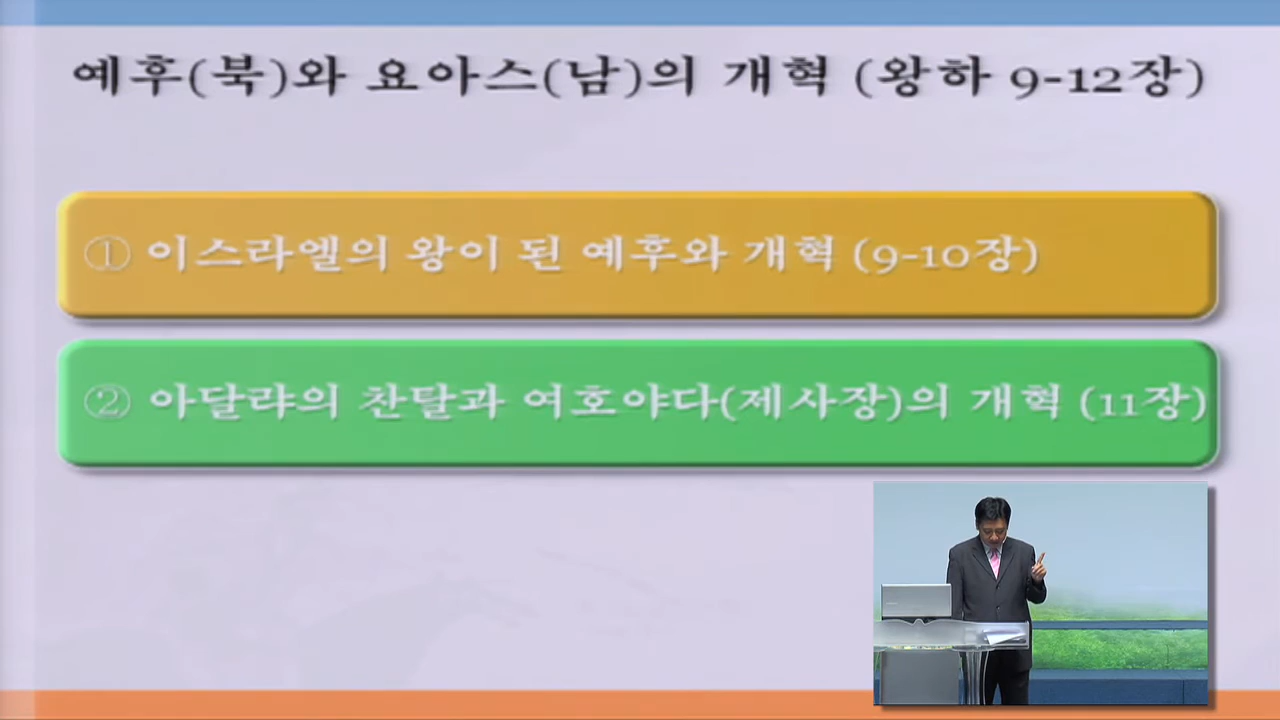 예후(북)와 요아스(남)의 개혁 (왕하 9-12장)
① 이스라엘의 왕이 된 예후와 개혁 (9-10장)
② 아달랴의 찬탈과 여호야다(제사장)의 개혁 (11장)